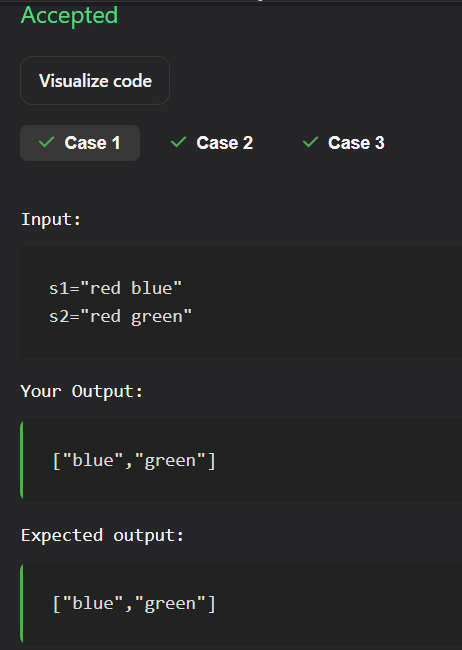 Accepted
Visualize code
Case 1 Case 2 Case 3
Input:
s1="red blue"
s2="red green"
Your Output:
["blue","green"]
Expected output:
["blue","green"]